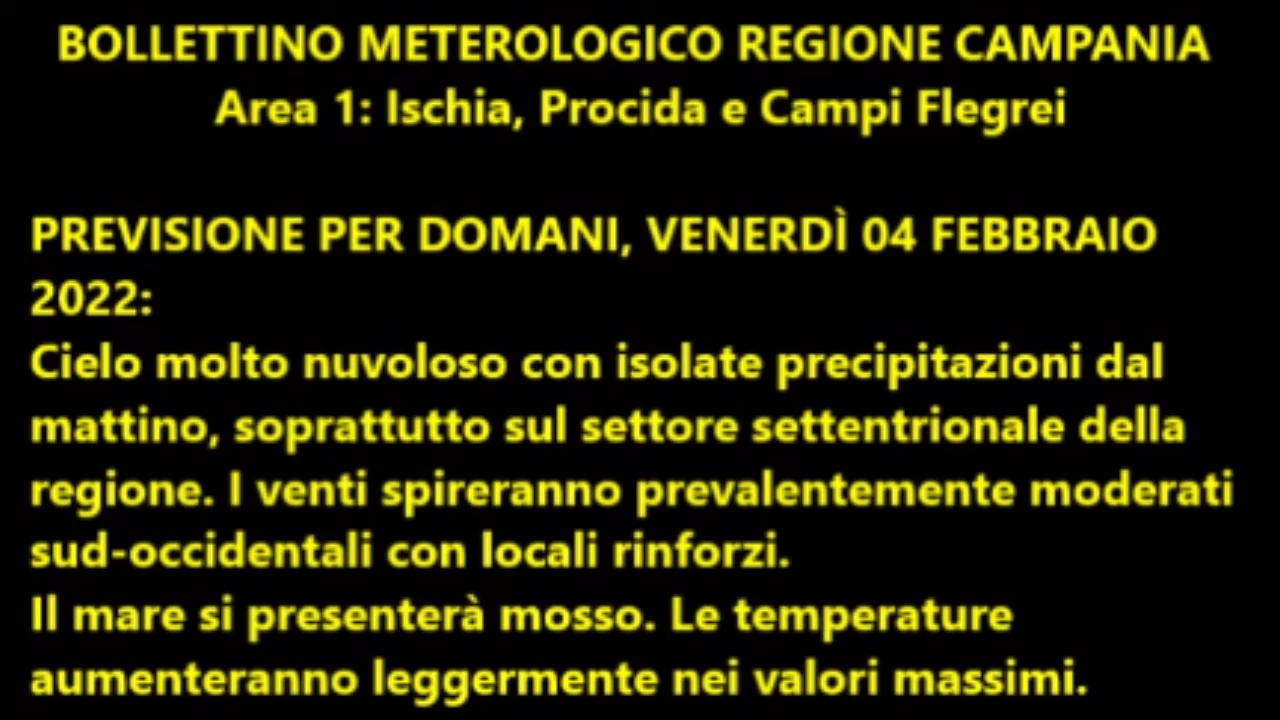 BOLLETTINO METEROLOGICO REGIONE CAMPANIA
Area 1: Ischia, Procida e Campi Flegrei
PREVISIONE PER DOMANI, VENERDÌ 04 FEBBRAIO
2022:
Cielo molto nuvoloso con isolate precipitazioni dal
mattino, soprattutto sul settore settentrionale della
regione. I venti spireranno prevalentemente moderati
sud-occidentali con locali rinforzi.
Il mare si presenterà mosso. Le temperature
aumenteranno leggermente nei valori massimi.